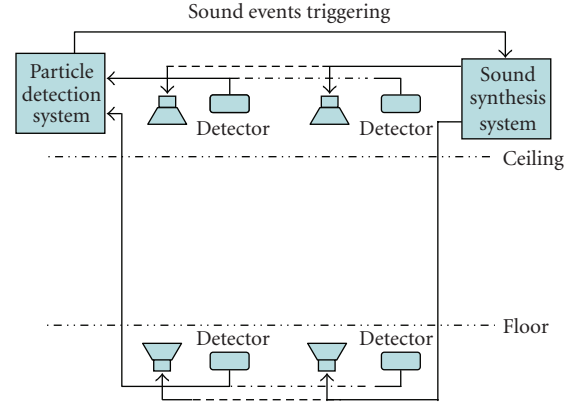 Sound events triggering
Particle
detection
system
Detector
Detector
Sound
synthesis
system
Ceiling
Floor
Detector
Detector